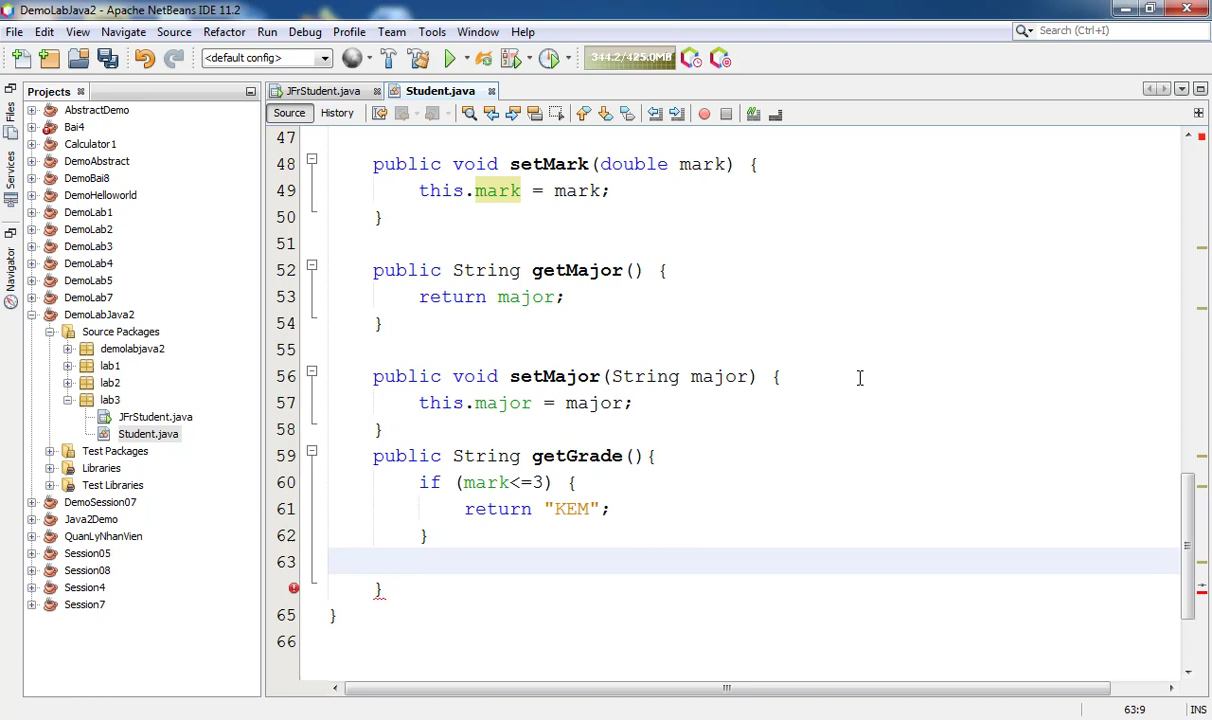 DemoLabJava2 - Apache NetBeans IDE 11.2
File Edit View Navigate Source Refactor Run Debug Profile Team Tools Window Help
Search (Ctrl+I)
<default config>
344.2/425.0MB
Projects
JFrStudent.java
Student.java
Source
History
Files
Services
Navigator
AbstractDemo
Bai4
Calculator1
DemoAbstract
DemoBai8
DemoHelloworld
DemoLab1
DemoLab2
DemoLab3
DemoLab4
DemoLab5
DemoLab7
DemoLabJava2
Source Packages
demolabjava2
lab1
lab2
lab3
JFrStudent.java
Student.java
Test Packages
Libraries
Test Libraries
DemoSession07
Java2Demo
QuanLyNhanVien
Session05
Session08
Session4
Session7
47
48 public void setMark(double mark) {
49 this.mark = mark;
50 }
51
52 public String getMajor() {
53 return major;
54 }
55
56 public void setMajor(String major) {
57 this.major = major;
58 }
59 public String getGrade(){
60 if (mark<=3) {
61 return "KEM";
62 }
63
}
65 }
66
63:9
INS